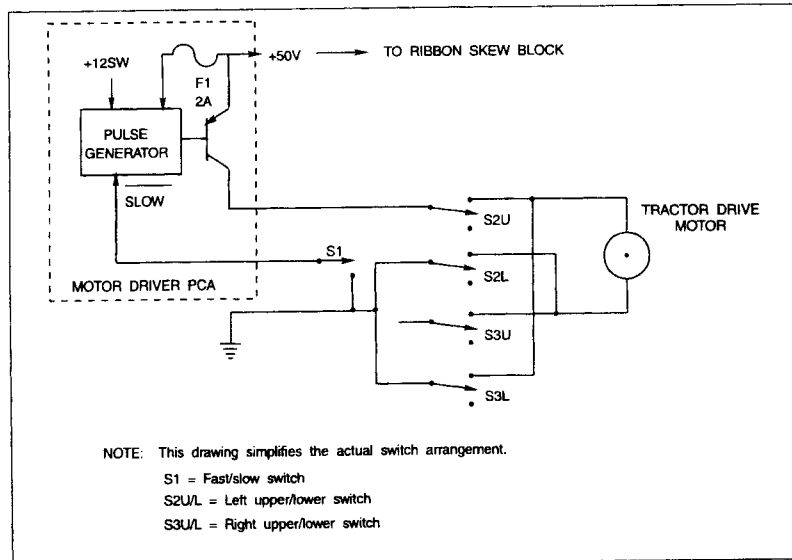 +50V
TO RIBBON SKEW BLOCK
+12SW
F1
2A
PULSE
GENERATOR
SLOW
MOTOR DRIVER PCA
S1
S2U
S2L
S3U
S3L
TRACTOR DRIVE
MOTOR
NOTE: This drawing simplifies the actual switch arrangement.
S1 = Fast/slow switch
S2U/L = Left upper/lower switch
S3U/L = Right upper/lower switch